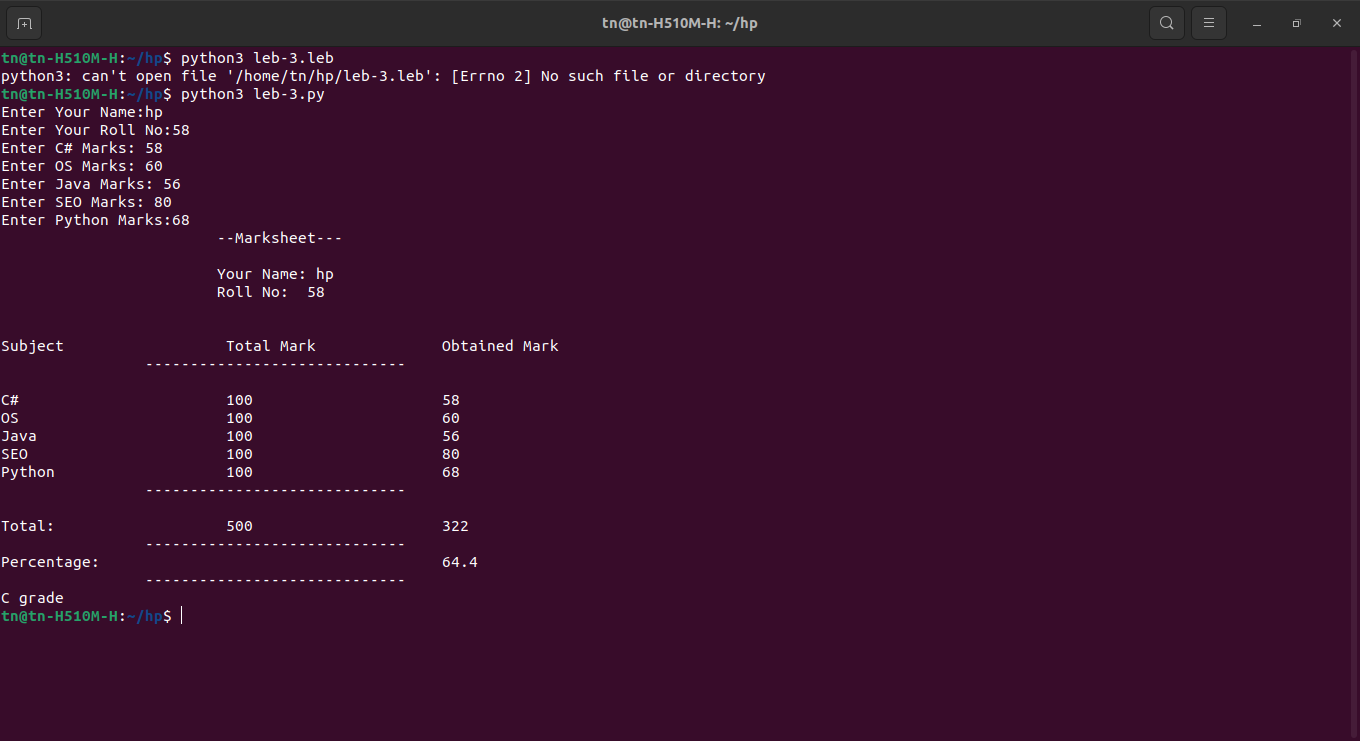 tn@tn-H510M-H: ~/hp
tn@tn-H510M-H:~/hp$ python3 leb-3.leb
python3: can't open file '/home/tn/hp/leb-3.leb': [Errno 2] No such file or directory
tn@tn-H510M-H:~/hp$ python3 leb-3.py
Enter Your Name:hp
Enter Your Roll No:58
Enter C# Marks: 58
Enter OS Marks: 60
Enter Java Marks: 56
Enter SEO Marks: 80
Enter Python Marks:68
                        --Marksheet---
                        Your Name: hp
                        Roll No:  58
Subject                  Total Mark              Obtained Mark
                -----------------------------
C#                       100                     58
OS                       100                     60
Java                     100                     56
SEO                      100                     80
Python                   100                     68
                -----------------------------
Total:                   500                     322
                -----------------------------
Percentage:                                      64.4
                -----------------------------
C grade
tn@tn-H510M-H:~/hp$